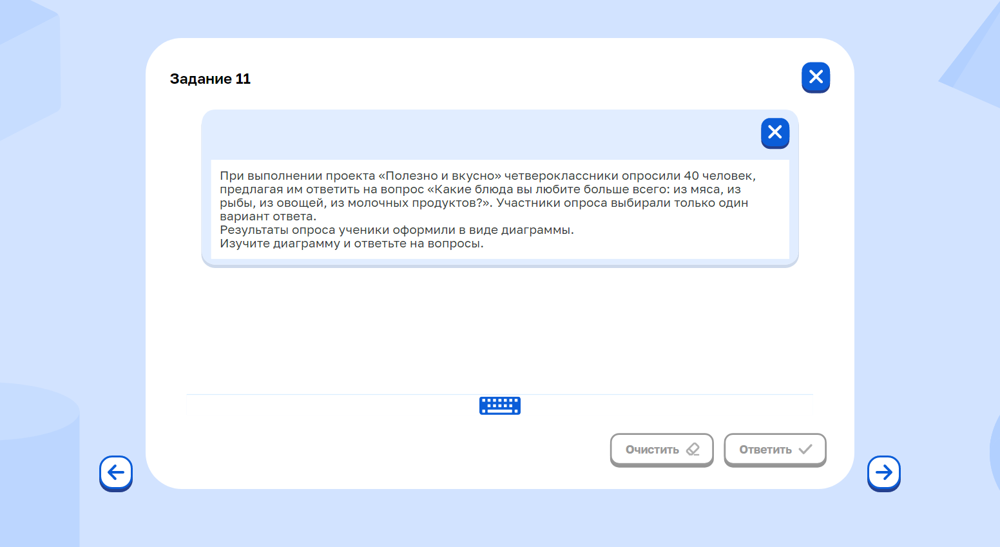 Задание 11
При выполнении проекта «Полезно и вкусно» четвероклассники опросили 40 человек,
предлагая им ответить на вопрос «Какие блюда вы любите больше всего: из мяса, из
рыбы, из овощей, из молочных продуктов?». Участники опроса выбирали только один
вариант ответа.
Результаты опроса ученики оформили в виде диаграммы.
Изучите диаграмму и ответьте на вопросы.
Очистить
Ответить